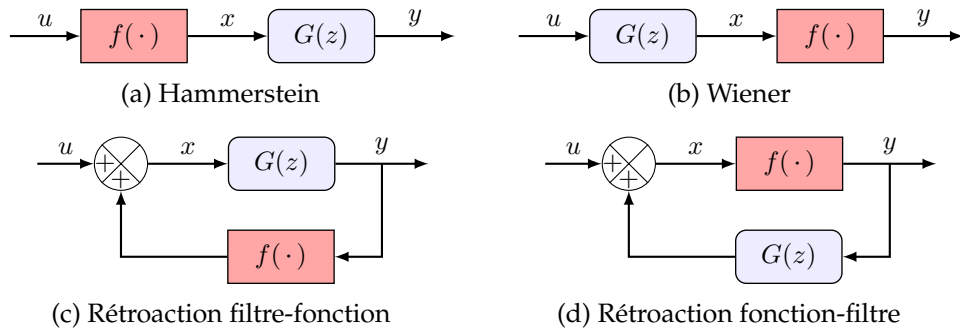 u f(·) x G(z) y
u G(z) x f(·) y
(a) Hammerstein
(b) Wiener
u + + x G(z) y
f(·)
u + + x f(·) y
G(z)
(c) Rétroaction filtre-fonction
(d) Rétroaction fonction-filtre